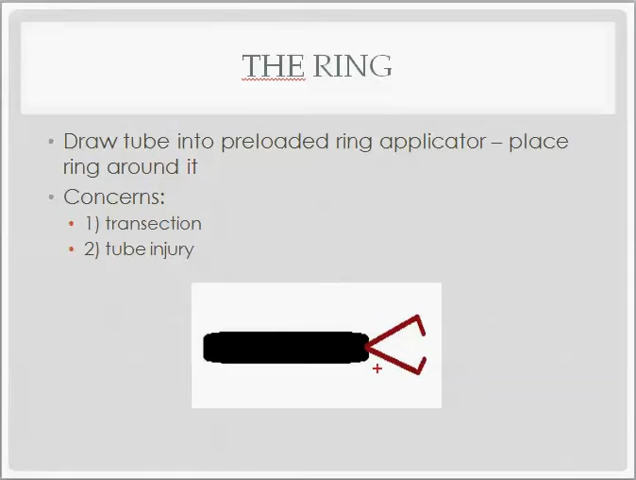 THE RING
• Draw tube into preloaded ring applicator – place
ring around it
• Concerns:
• 1) transection
• 2) tube injury